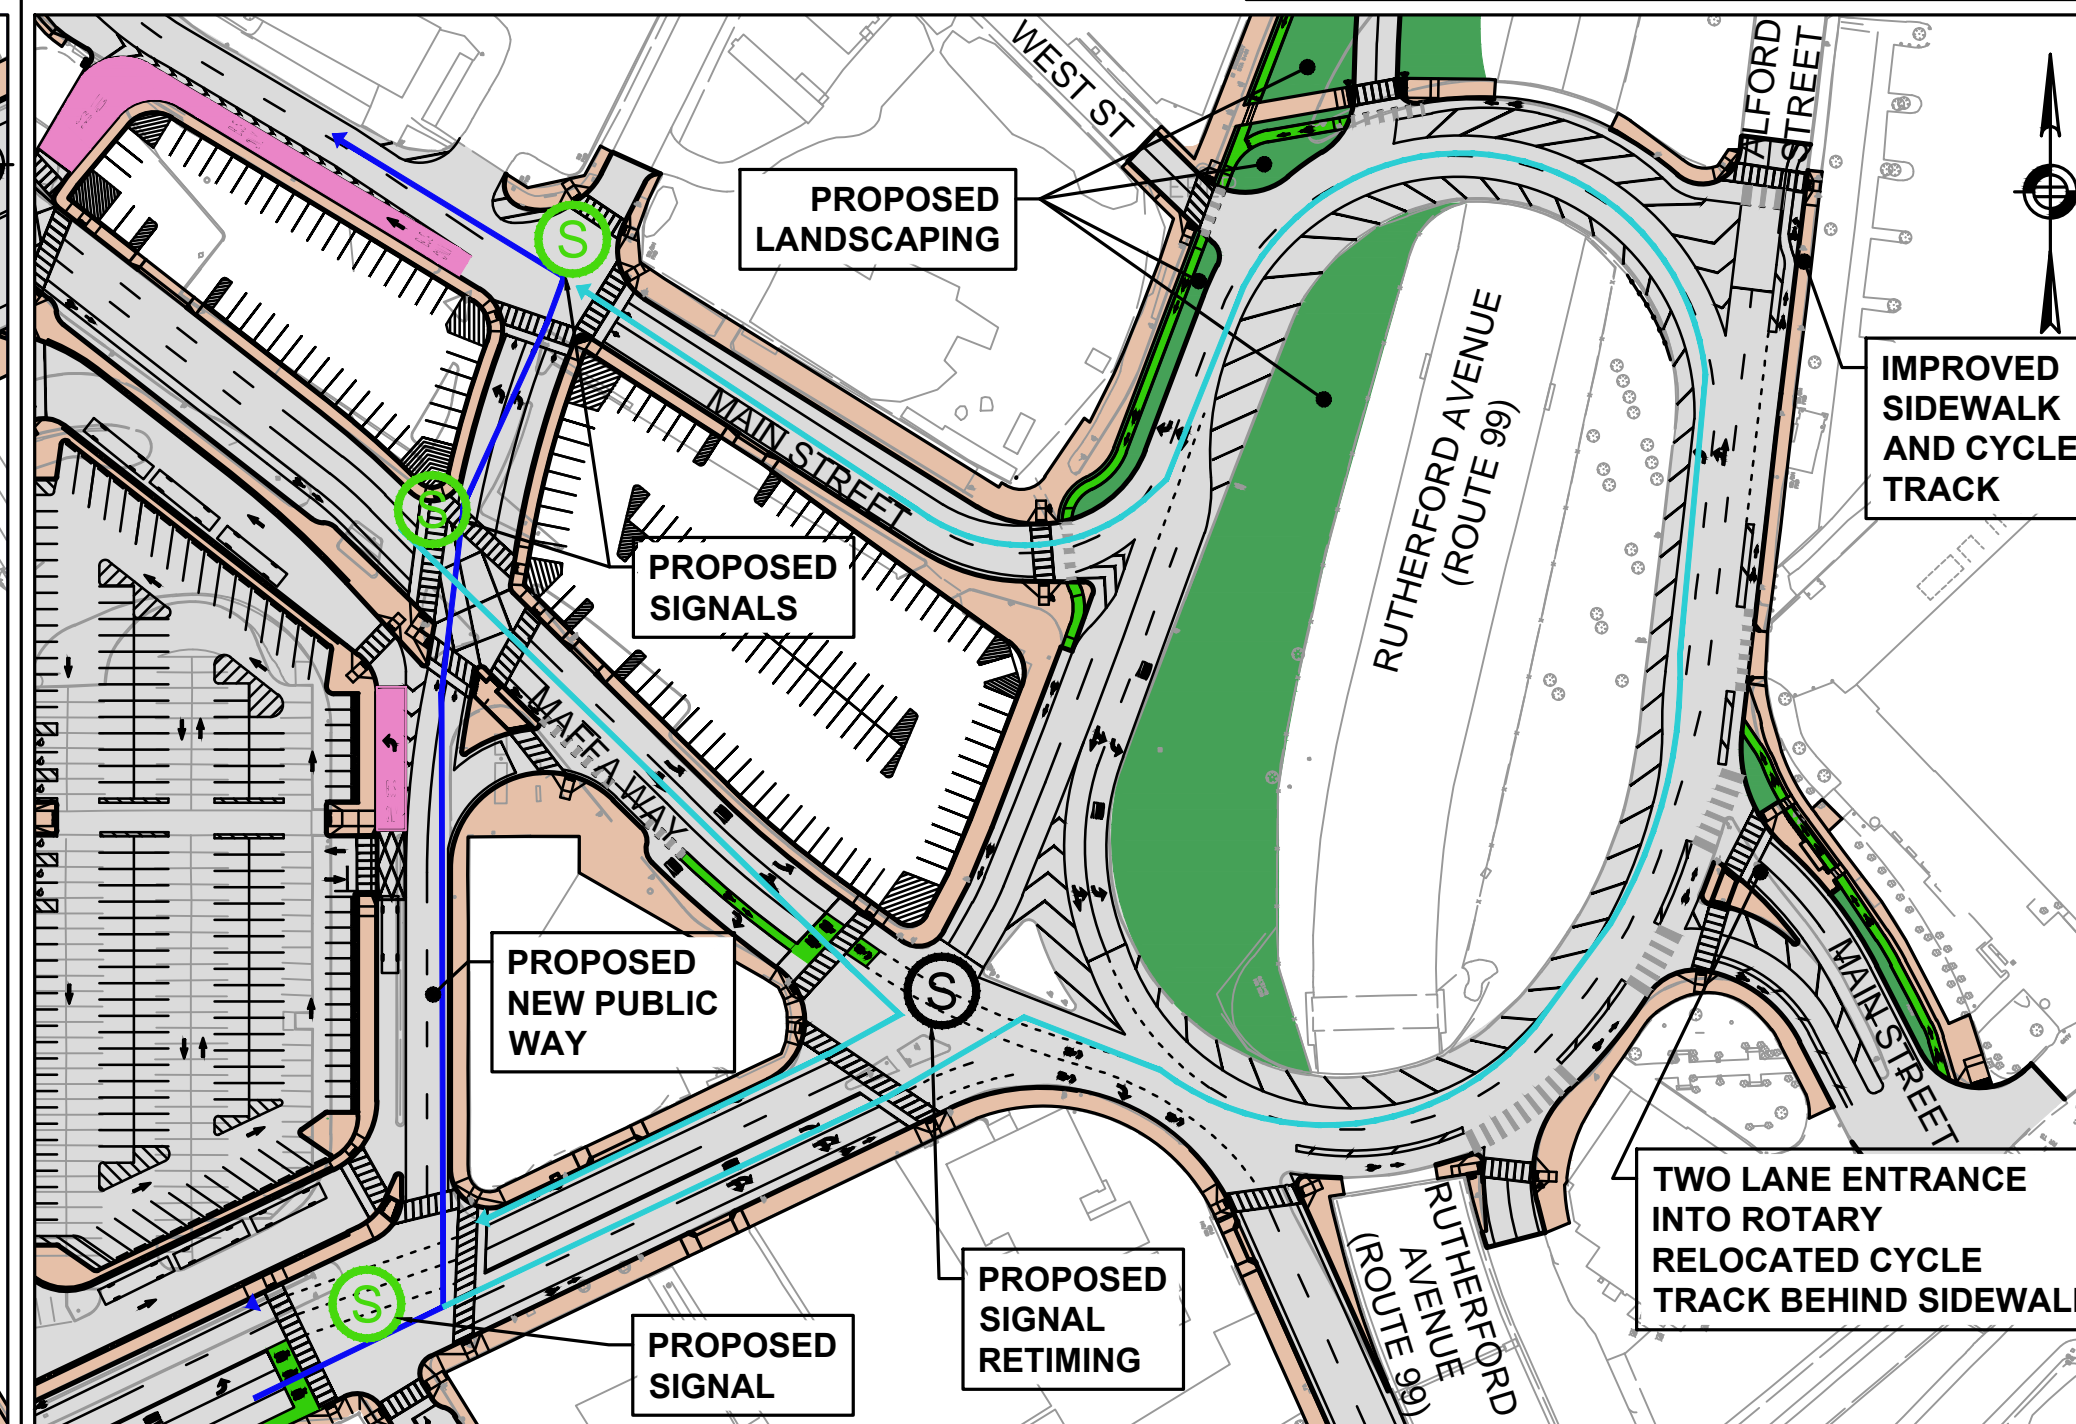 WEST ST
ALFORD
STREET
PROPOSED
LANDSCAPING
S
IMPROVED
SIDEWALK
AND CYCLE
TRACK
RUTHERFORD AVENUE
(ROUTE 99)
MAIN STREET
S
PROPOSED
SIGNALS
MAFFA WAY
PROPOSED
NEW PUBLIC
WAY
S
MAIN STREET
TWO LANE ENTRANCE
INTO ROTARY
RELOCATED CYCLE
TRACK BEHIND SIDEWALK
RUTHERFORD
AVENUE
(ROUTE 99)
PROPOSED
SIGNAL
RETIMING
S
PROPOSED
SIGNAL